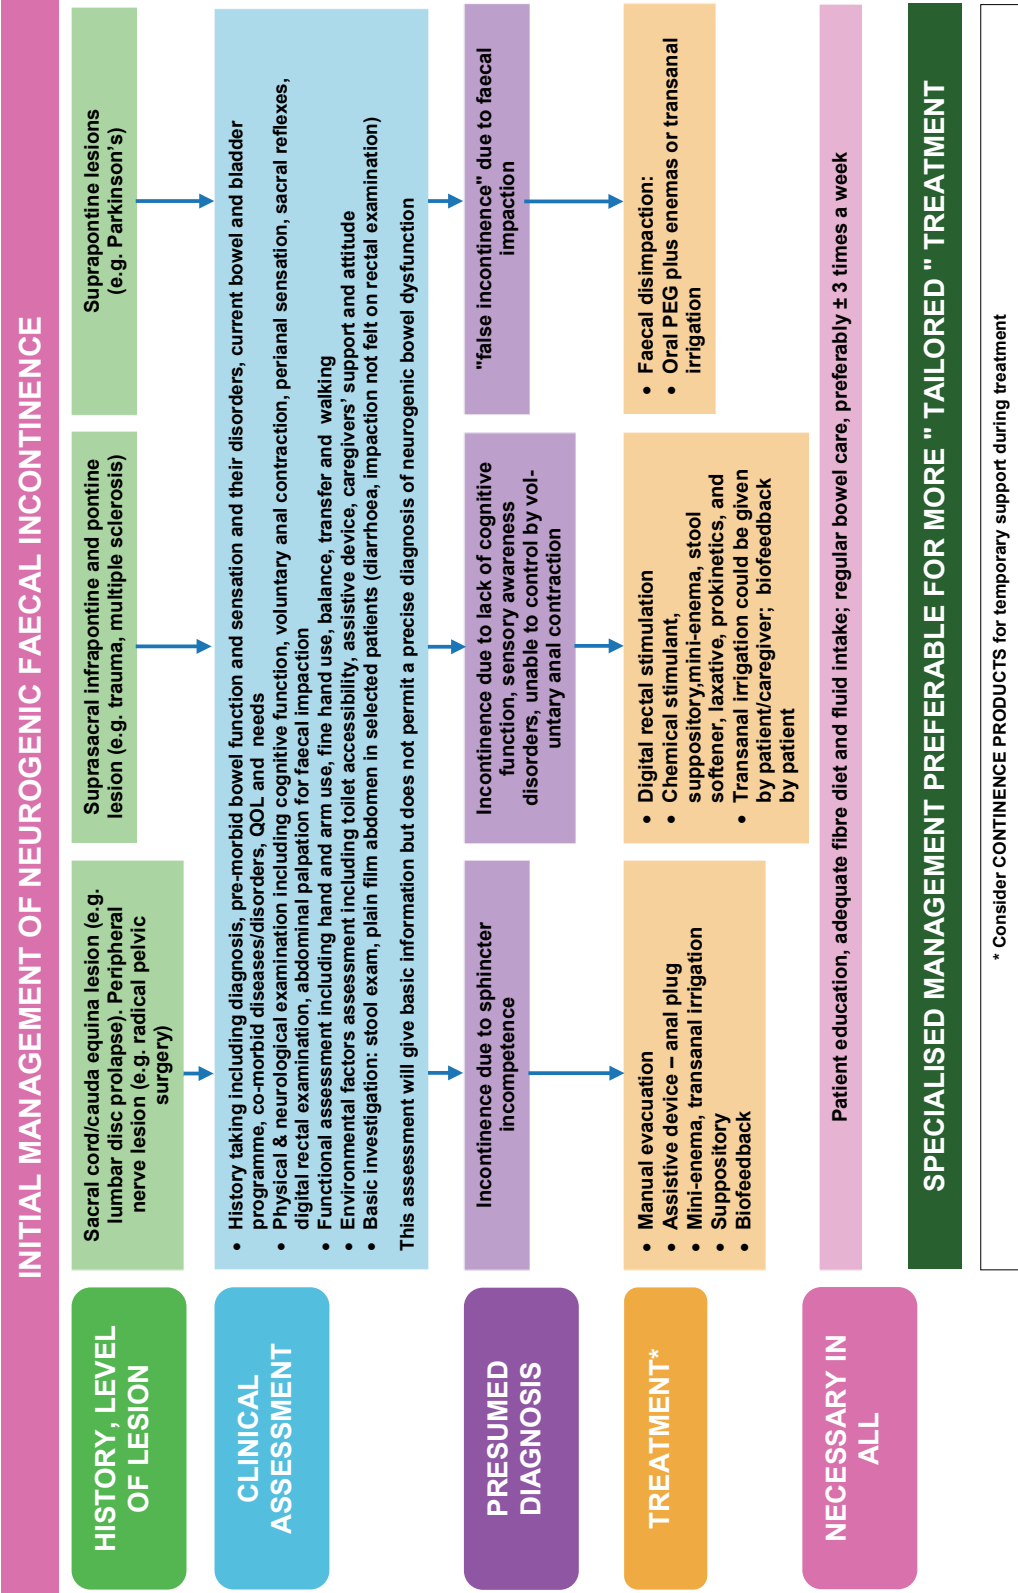 INITIAL MANAGEMENT OF NEUROGENIC FAECAL INCONTINENCE
HISTORY, LEVEL
OF LESION
Sacral cord/cauda equina lesion (e.g.
lumbar disc prolapse). Peripheral
nerve lesion (e.g. radical pelvic
surgery)
Suprasacral infrapontine and pontine
lesion (e.g. trauma, multiple sclerosis)
Suprapontine lesions
(e.g. Parkinson's)
CLINICAL
ASSESSMENT
• History taking including diagnosis, pre-morbid bowel function and sensation and their disorders, current bowel and bladder
programme, co-morbid diseases/disorders, QOL and needs
• Physical & neurological examination including cognitive function, voluntary anal contraction, perianal sensation, sacral reflexes,
digital rectal examination, abdominal palpation for faecal impaction
• Functional assessment including hand and arm use, fine hand use, balance, transfer and walking
• Environmental factors assessment including toilet accessibility, assistive device, caregivers' support and attitude
• Basic investigation: stool exam, plain film abdomen in selected patients (diarrhoea, impaction not felt on rectal examination)
This assessment will give basic information but does not permit a precise diagnosis of neurogenic bowel dysfunction
PRESUMED
DIAGNOSIS
Incontinence due to sphincter
incompetence
Incontinence due to lack of cognitive
function, sensory awareness
disorders, unable to control by vol-
untary anal contraction
"false incontinence" due to faecal
impaction
TREATMENT*
• Manual evacuation
• Assistive device – anal plug
• Mini-enema, transanal irrigation
• Suppository
• Biofeedback
• Digital rectal stimulation
• Chemical stimulant,
suppository,mini-enema, stool
softener, laxative, prokinetics, and
• Transanal irrigation could be given
by patient/caregiver; biofeedback
by patient
• Faecal disimpaction:
• Oral PEG plus enemas or transanal
irrigation
NECESSARY IN
ALL
Patient education, adequate fibre diet and fluid intake; regular bowel care, preferably ± 3 times a week
SPECIALISED MANAGEMENT PREFERABLE FOR MORE " TAILORED " TREATMENT
* Consider CONTINENCE PRODUCTS for temporary support during treatment